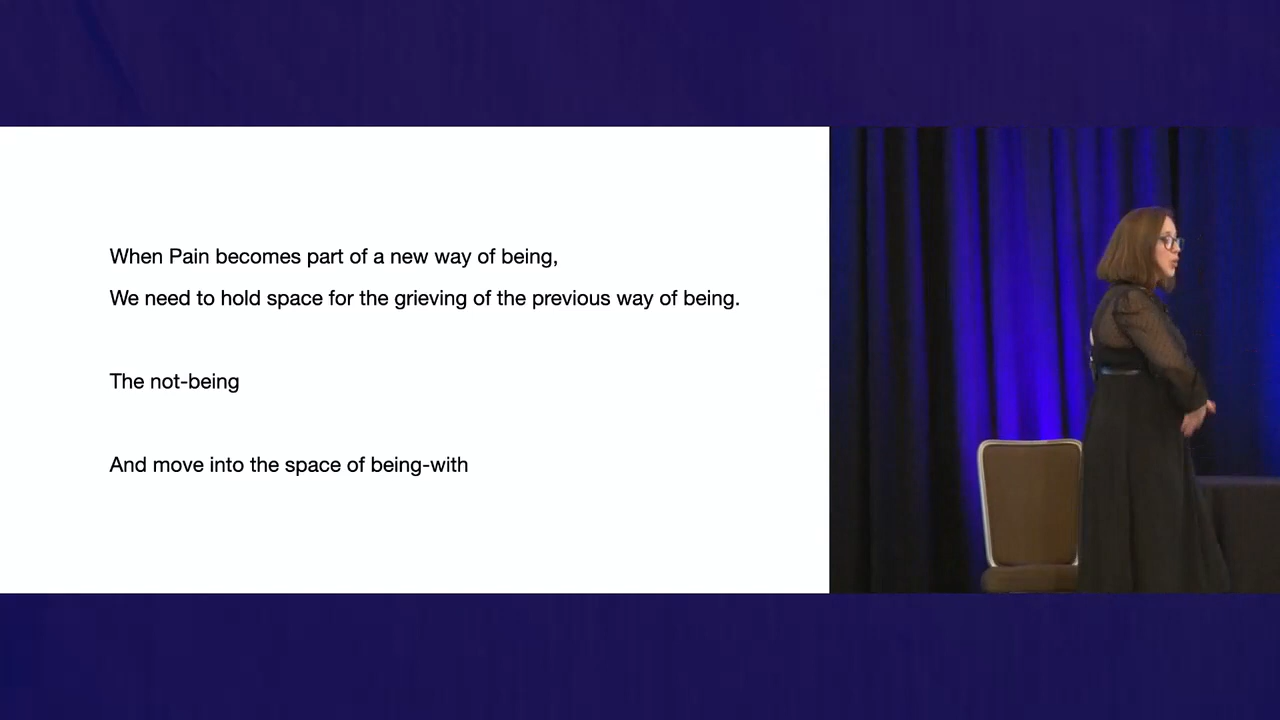 When Pain becomes part of a new way of being,
We need to hold space for the grieving of the previous way of being.
The not-being
And move into the space of being-with